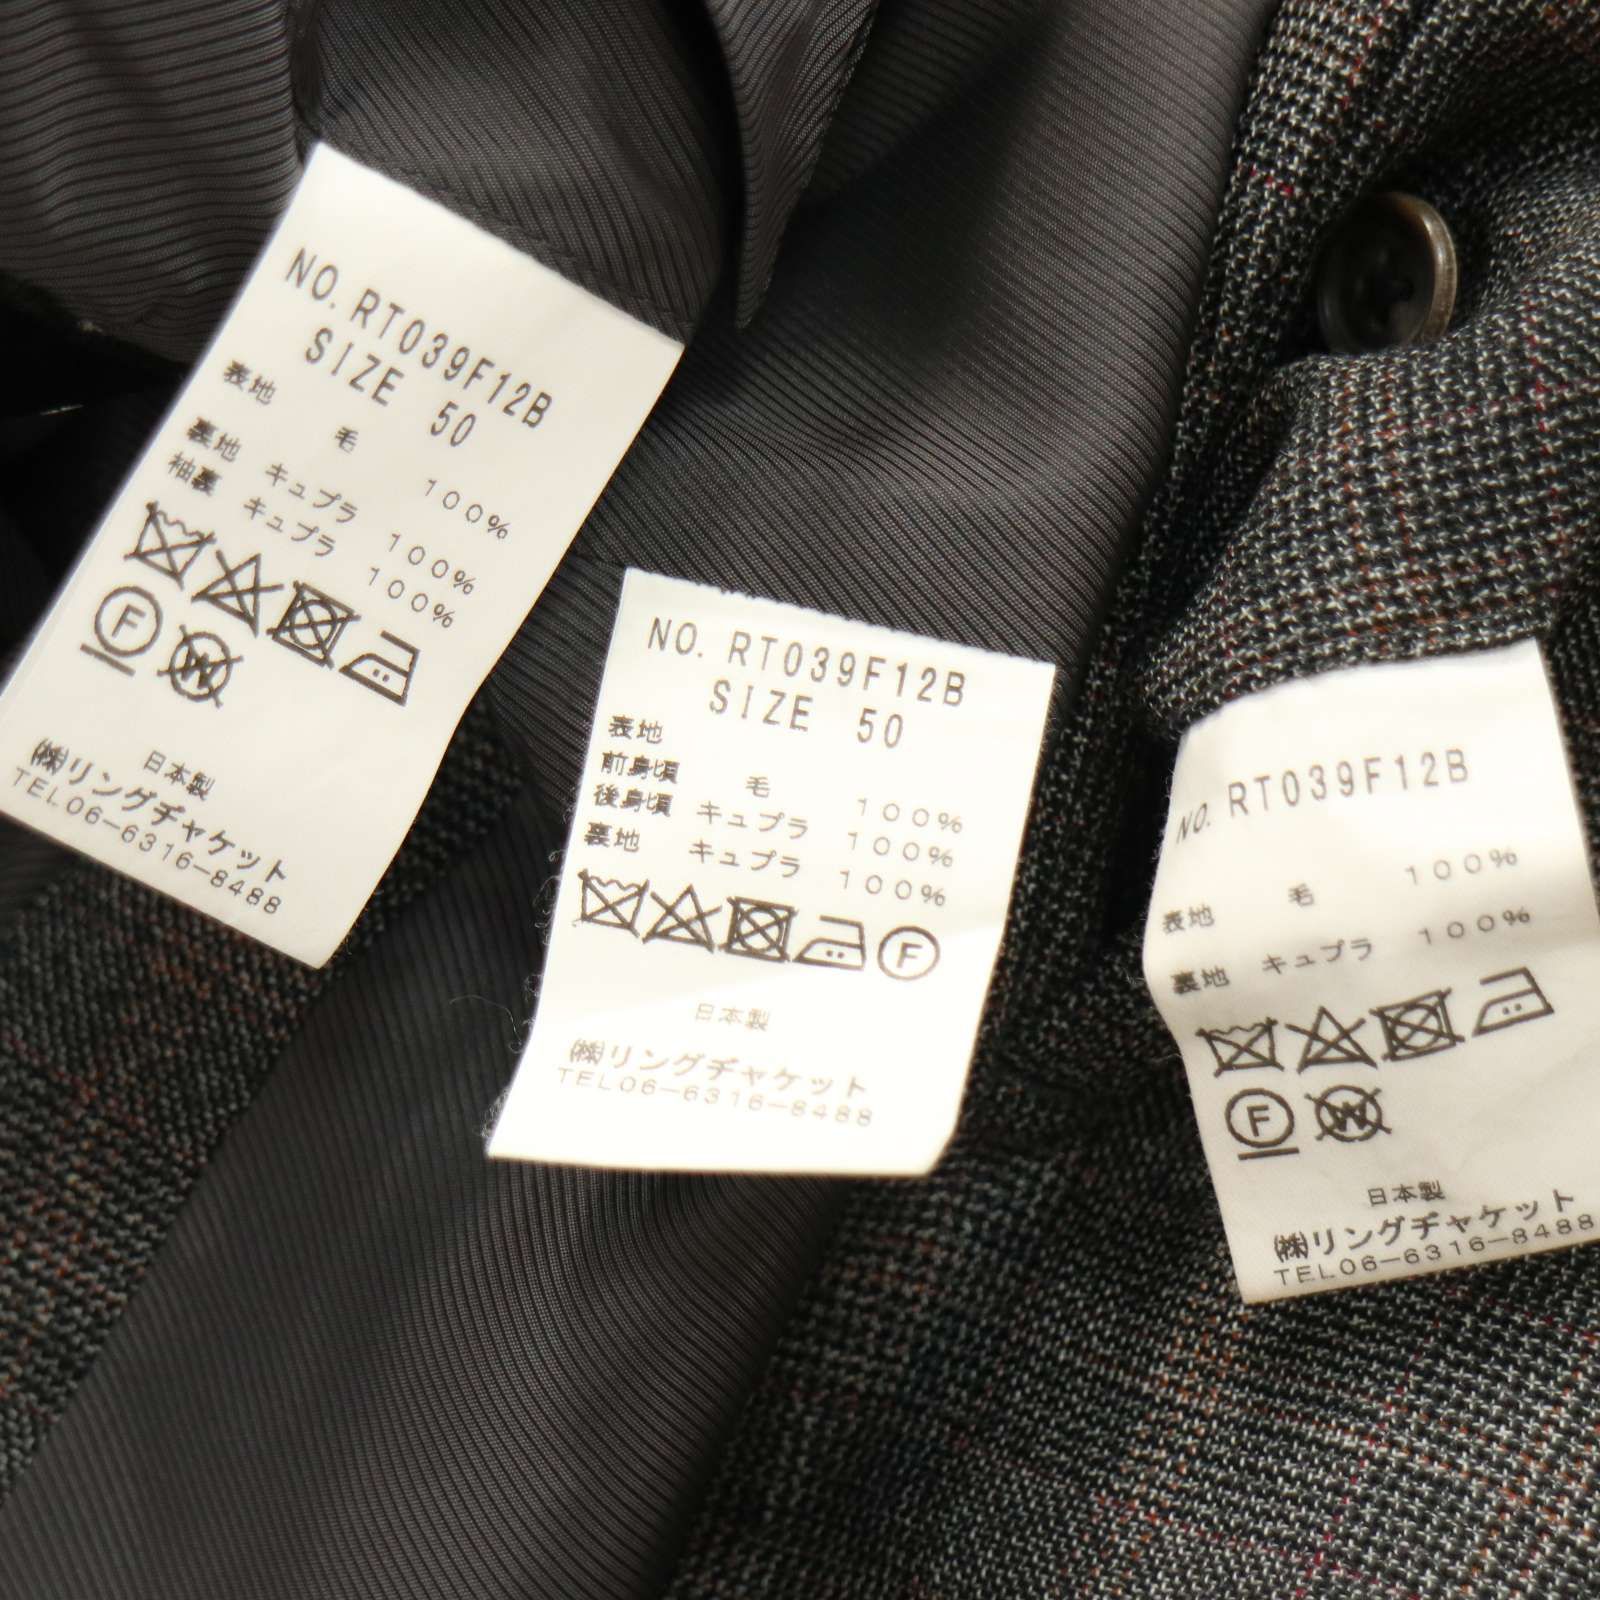 NO. RT039F12B
SIZE 50
表地
毛 100%
裏地 キュプラ 100%
袖裏 キュプラ 100%
F
W
日本製
㈱リングヂャケット
TEL06-6316-8488
NO. RT039F12B
SIZE 50
表地
前身頃 毛 100%
後身頃 キュプラ 100%
裏地 キュプラ 100%
F
日本製
㈱リングヂャケット
TEL06-6316-8488
NO. RT039F12B
表地 毛 100%
裏地 キュプラ 100%
F
W
日本製
㈱リングヂャケット
TEL06-6316-8488